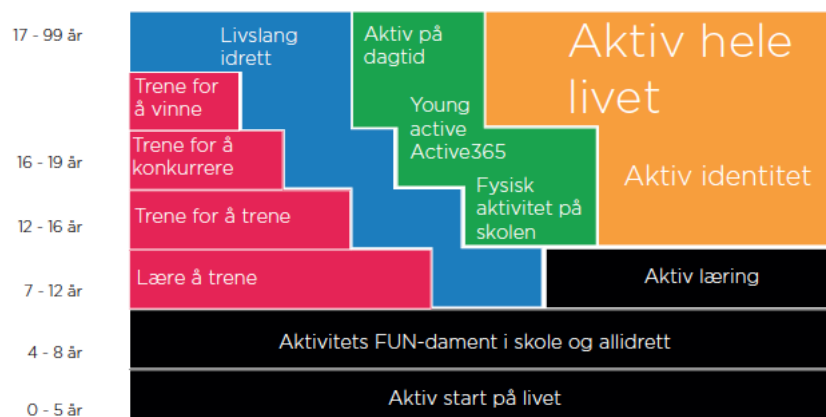 17 - 99 år
Livslang
idrett
Aktiv på
dagtid
Aktiv hele
livet
Trene for
å vinne
Young
active
Active365
16 - 19 år
Trene for å
konkurrere
Fysisk
aktivitet på
skolen
Aktiv identitet
12 - 16 år
Trene for å trene
7 - 12 år
Lære å trene
Aktiv læring
4 - 8 år
Aktivitets FUN-dament i skole og allidrett
0 - 5 år
Aktiv start på livet